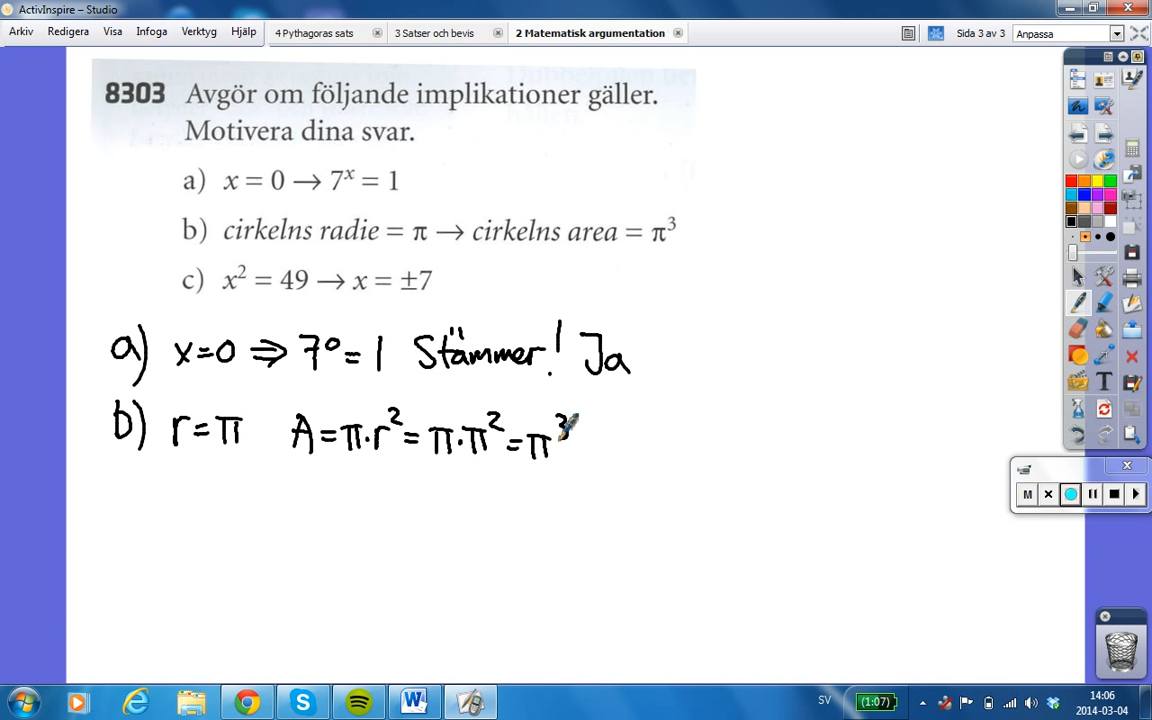 ActivInspire – Studio
Arkiv Redigera Visa Infoga Verktyg Hjälp 4 Pythagoras sats 3 Satser och bevis 2 Matematisk argumentation Sida 3 av 3 Anpassa
8303 Avgör om följande implikationer gäller.
Motivera dina svar.
a) x = 0 → 7ˣ = 1
b) cirkelns radie = π → cirkelns area = π³
c) x² = 49 → x = ±7
a) x=0 ⇒ 7⁰ = 1 Stämmer! Ja
b) r = π A = π·r² = π·π² = π³
M
SV (1:07) 14:06
2014-03-04